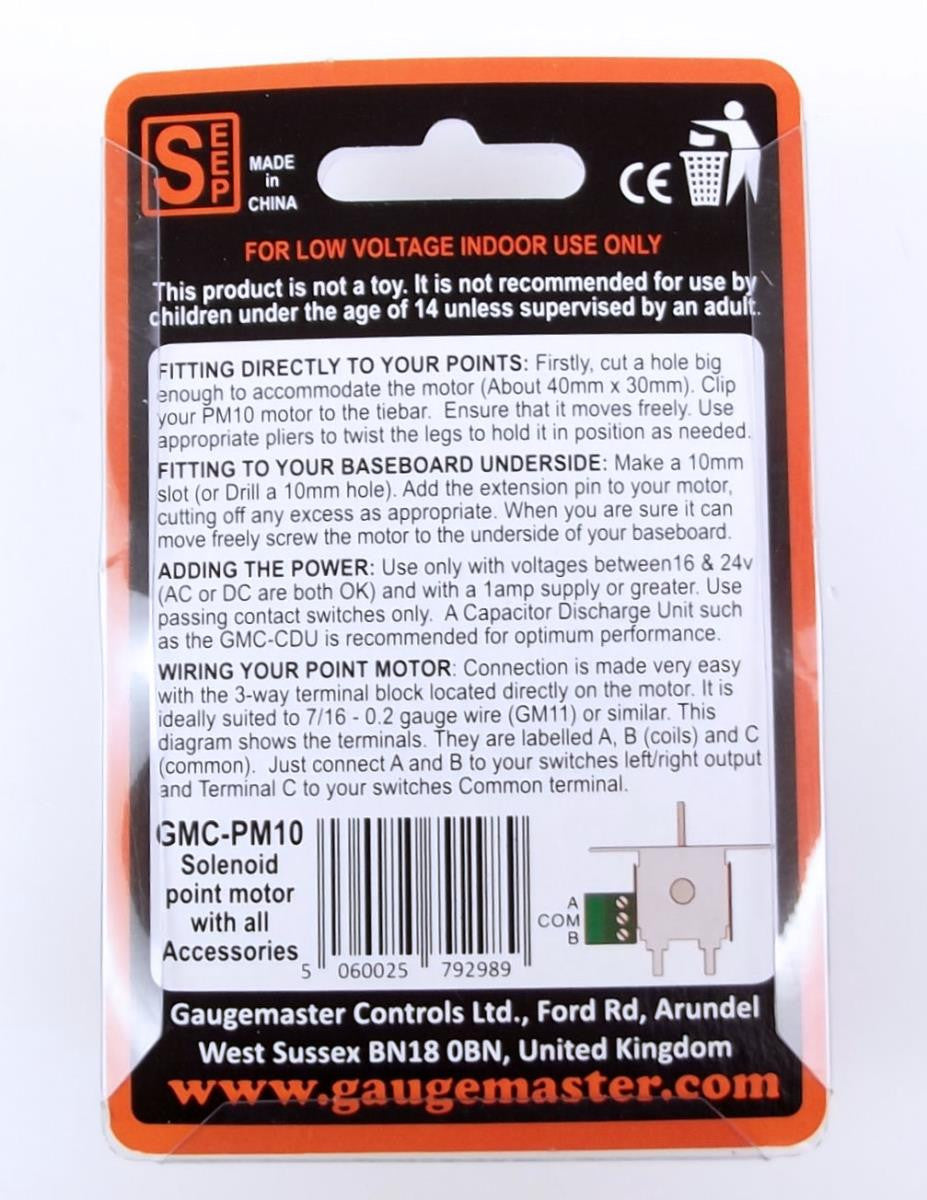 SEEP
MADE
in
CHINA
CE
FOR LOW VOLTAGE INDOOR USE ONLY
This product is not a toy. It is not recommended for use by
children under the age of 14 unless supervised by an adult.
FITTING DIRECTLY TO YOUR POINTS: Firstly, cut a hole big
enough to accommodate the motor (About 40mm x 30mm). Clip
your PM10 motor to the tiebar. Ensure that it moves freely. Use
appropriate pliers to twist the legs to hold it in position as needed.
FITTING TO YOUR BASEBOARD UNDERSIDE: Make a 10mm
slot (or Drill a 10mm hole). Add the extension pin to your motor,
cutting off any excess as appropriate. When you are sure it can
move freely screw the motor to the underside of your baseboard.
ADDING THE POWER: Use only with voltages between16 & 24v
(AC or DC are both OK) and with a 1amp supply or greater. Use
passing contact switches only. A Capacitor Discharge Unit such
as the GMC-CDU is recommended for optimum performance.
WIRING YOUR POINT MOTOR: Connection is made very easy
with the 3-way terminal block located directly on the motor. It is
ideally suited to 7/16 - 0.2 gauge wire (GM11) or similar. This
diagram shows the terminals. They are labelled A, B (coils) and C
(common). Just connect A and B to your switches left/right output
and Terminal C to your switches Common terminal.
GMC-PM10
Solenoid
point motor
with all
Accessories
5 060025 792989
A
COM
B
Gaugemaster Controls Ltd., Ford Rd, Arundel
West Sussex BN18 0BN, United Kingdom
www.gaugemaster.com